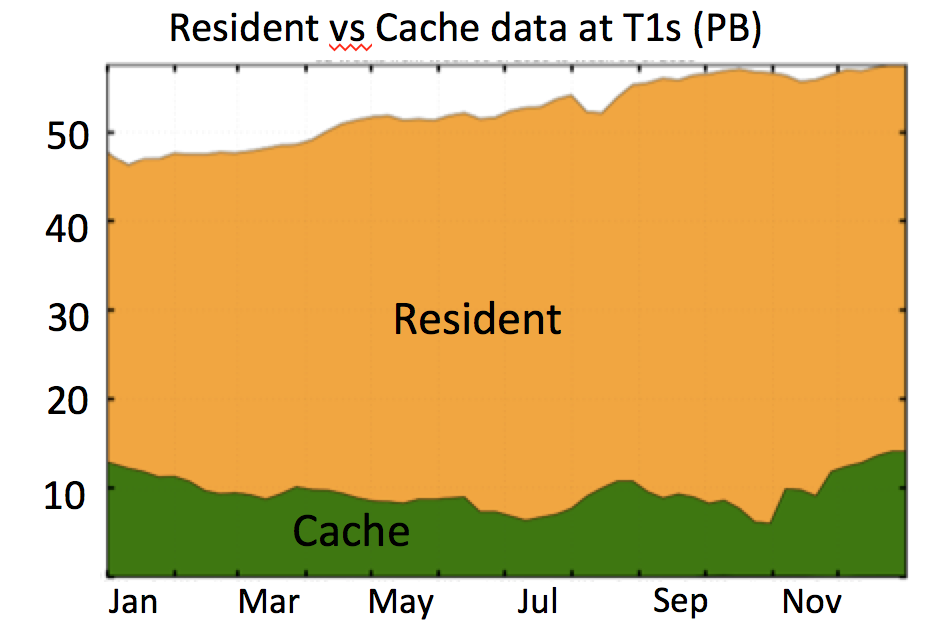 Resident vs Cache data at T1s (PB)
50
40
30
20
10
Resident
Cache
Jan Mar May Jul Sep Nov